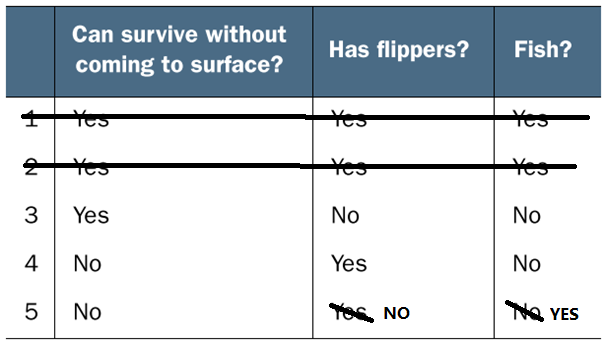 Can survive without coming to surface? Has flippers? Fish?
1 Yes Yes Yes
2 Yes Yes Yes
3 Yes No No
4 No Yes No
5 No Yes NO No YES